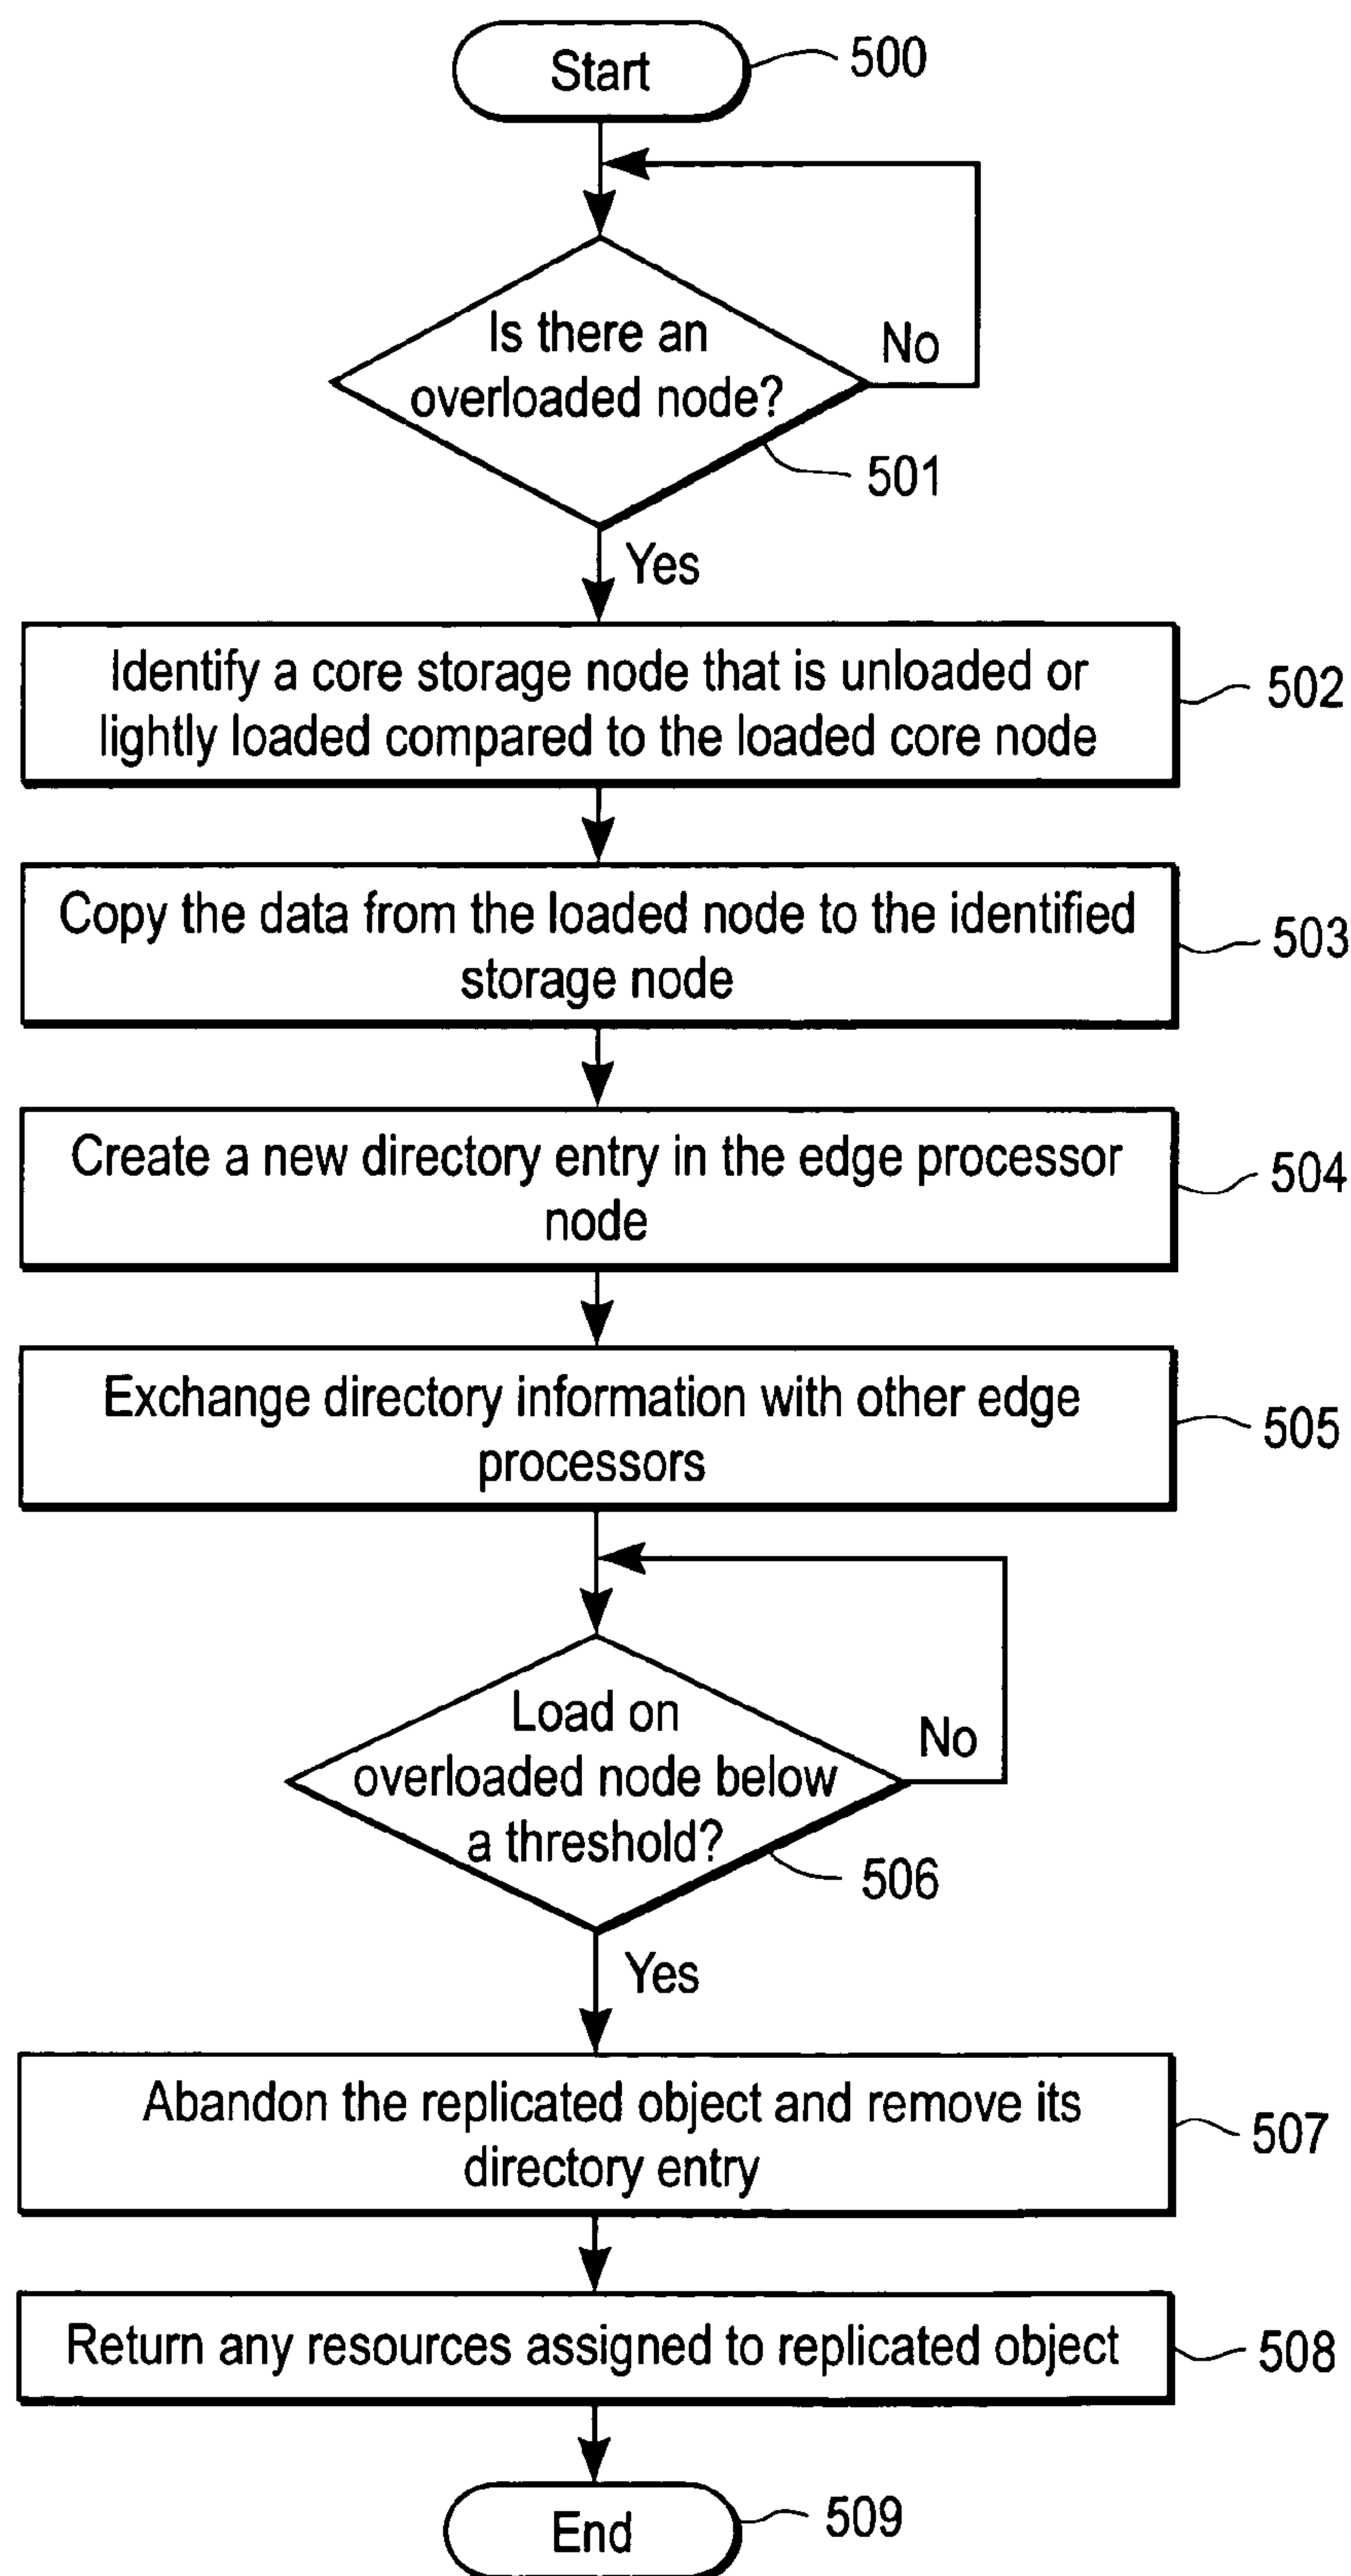 Start
500
Is there an
overloaded node?
No
501
Yes
Identify a core storage node that is unloaded or
lightly loaded compared to the loaded core node
502
Copy the data from the loaded node to the identified
storage node
503
Create a new directory entry in the edge processor
node
504
Exchange directory information with other edge
processors
505
Load on
overloaded node below
a threshold?
No
506
Yes
Abandon the replicated object and remove its
directory entry
507
Return any resources assigned to replicated object
508
End
509